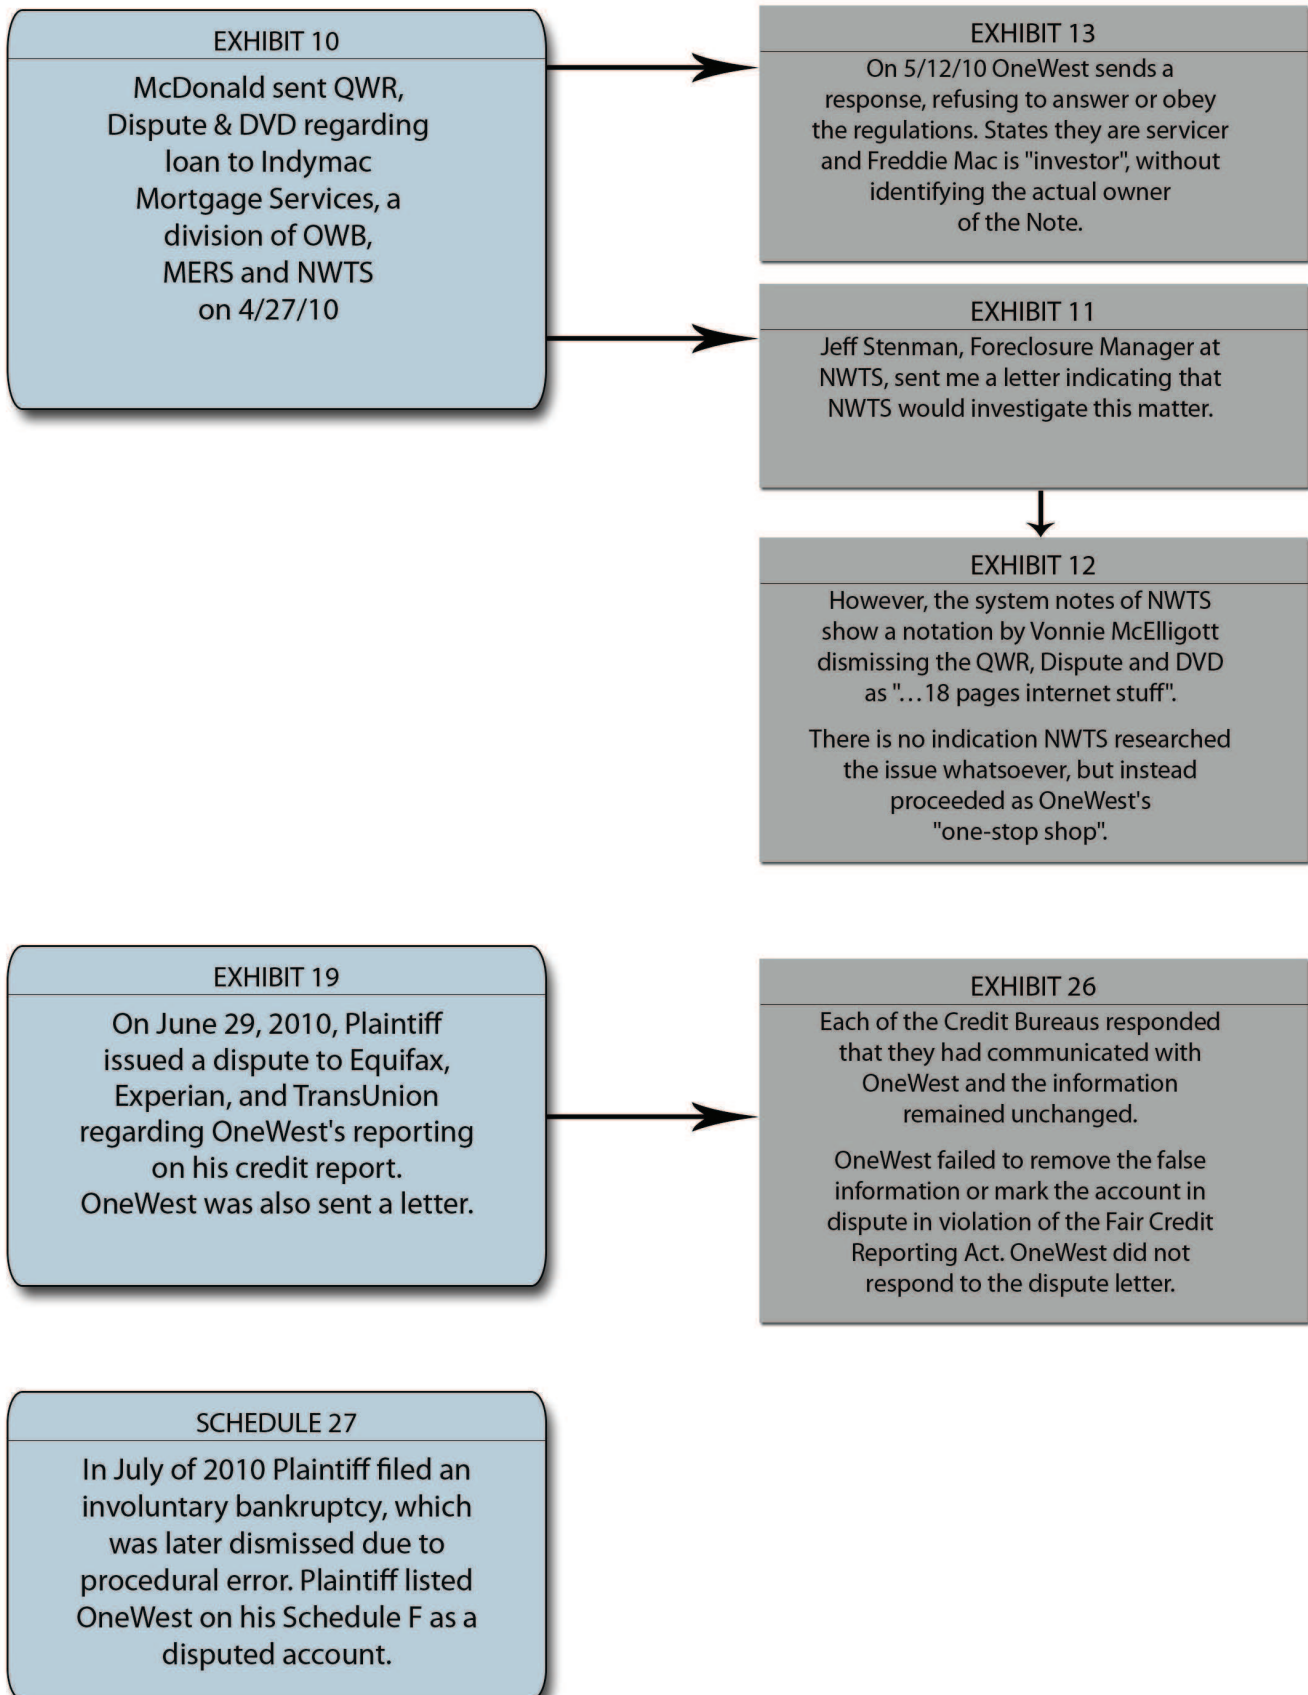 EXHIBIT 10
McDonald sent QWR,
Dispute & DVD regarding
loan to Indymac
Mortgage Services, a
division of OWB,
MERS and NWTS
on 4/27/10
EXHIBIT 13
On 5/12/10 OneWest sends a
response, refusing to answer or obey
the regulations. States they are servicer
and Freddie Mac is "investor", without
identifying the actual owner
of the Note.
EXHIBIT 11
Jeff Stenman, Foreclosure Manager at
NWTS, sent me a letter indicating that
NWTS would investigate this matter.
EXHIBIT 12
However, the system notes of NWTS
show a notation by Vonnie McElligott
dismissing the QWR, Dispute and DVD
as "...18 pages internet stuff".
There is no indication NWTS researched
the issue whatsoever, but instead
proceeded as OneWest's
"one-stop shop".
EXHIBIT 19
On June 29, 2010, Plaintiff
issued a dispute to Equifax,
Experian, and TransUnion
regarding OneWest's reporting
on his credit report.
OneWest was also sent a letter.
EXHIBIT 26
Each of the Credit Bureaus responded
that they had communicated with
OneWest and the information
remained unchanged.
OneWest failed to remove the false
information or mark the account in
dispute in violation of the Fair Credit
Reporting Act. OneWest did not
respond to the dispute letter.
SCHEDULE 27
In July of 2010 Plaintiff filed an
involuntary bankruptcy, which
was later dismissed due to
procedural error. Plaintiff listed
OneWest on his Schedule F as a
disputed account.